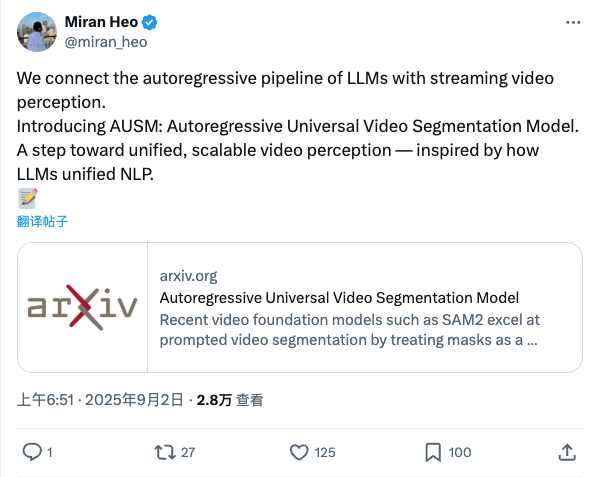 Miran Heo
@miran_heo
We connect the autoregressive pipeline of LLMs with streaming video
perception.
Introducing AUSM: Autoregressive Universal Video Segmentation Model.
A step toward unified, scalable video perception — inspired by how
LLMs unified NLP.
翻译帖子
arXiv
arxiv.org
Autoregressive Universal Video Segmentation Model
Recent video foundation models such as SAM2 excel at
prompted video segmentation by treating masks as a ...
上午6:51 · 2025年9月2日 · 2.8万 查看
1 27 125 100